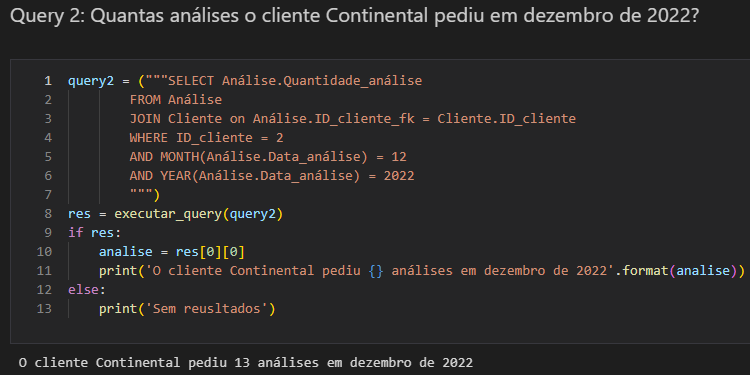 Query 2: Quantas análises o cliente Continental pediu em dezembro de 2022?
1 query2 = ("""SELECT Análise.Quantidade_análise
2 FROM Análise
3 JOIN Cliente on Análise.ID_cliente_fk = Cliente.ID_cliente
4 WHERE ID_cliente = 2
5 AND MONTH(Análise.Data_análise) = 12
6 AND YEAR(Análise.Data_análise) = 2022
7 """)
8 res = executar_query(query2)
9 if res:
10 analise = res[0][0]
11 print('O cliente Continental pediu {} análises em dezembro de 2022'.format(analise))
12 else:
13 print('Sem reusltados')
O cliente Continental pediu 13 análises em dezembro de 2022